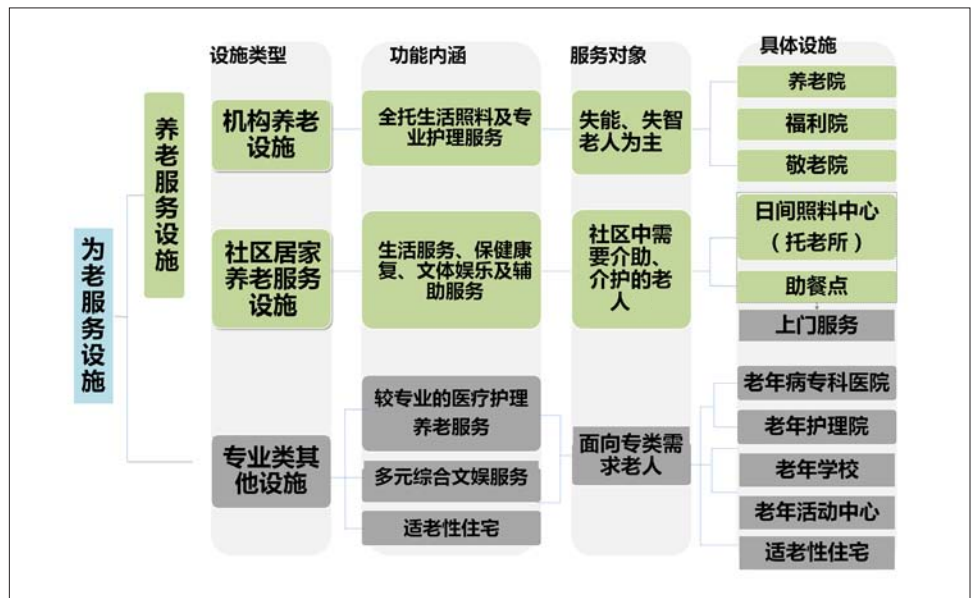 设施类型
功能内涵
服务对象
具体设施
为老服务设施
养老服务设施
机构养老
设施
全托生活照料及专
业护理服务
失能、失智
老人为主
养老院
福利院
敬老院
社区居家
养老服务
设施
生活服务、保健康
复、文体娱乐及辅
助服务
社区中需
要介助、
介护的老
人
日间照料中心
（托老所）
助餐点
上门服务
专业类其
他设施
较专业的医疗护理
养老服务
多元综合文娱服务
适老性住宅
面向专类需
求老人
老年病专科医院
老年护理院
老年学校
老年活动中心
适老性住宅